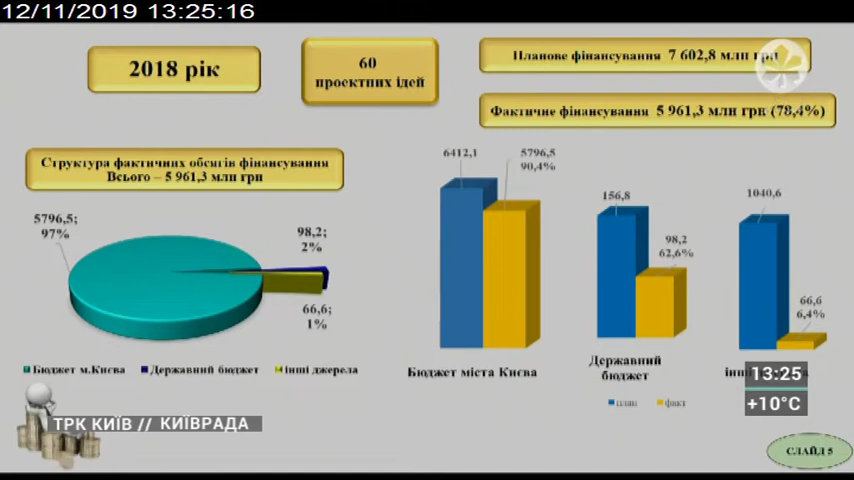 12/11/2019 13:25:16
2018 рік
60
проектних ідей
Планове фінансування 7 602,8 млн грн
Фактичне фінансування 5 961,3 млн грн (78,4%)
Структура фактичних обсягів фінансування
Всього – 5 961,3 млн грн
5796,5;
97%
98,2;
2%
66,6;
1%
Бюджет м.Києва
Державний бюджет
інші джерела
6412,1
5796,5
90,4%
156,8
98,2
62,6%
1040,6
66,6
6,4%
Бюджет міста Києва
Державний
бюджет
план
факт
13:25
+10°C
ТРК КИЇВ // КИЇВРАДА
СЛАЙД 5